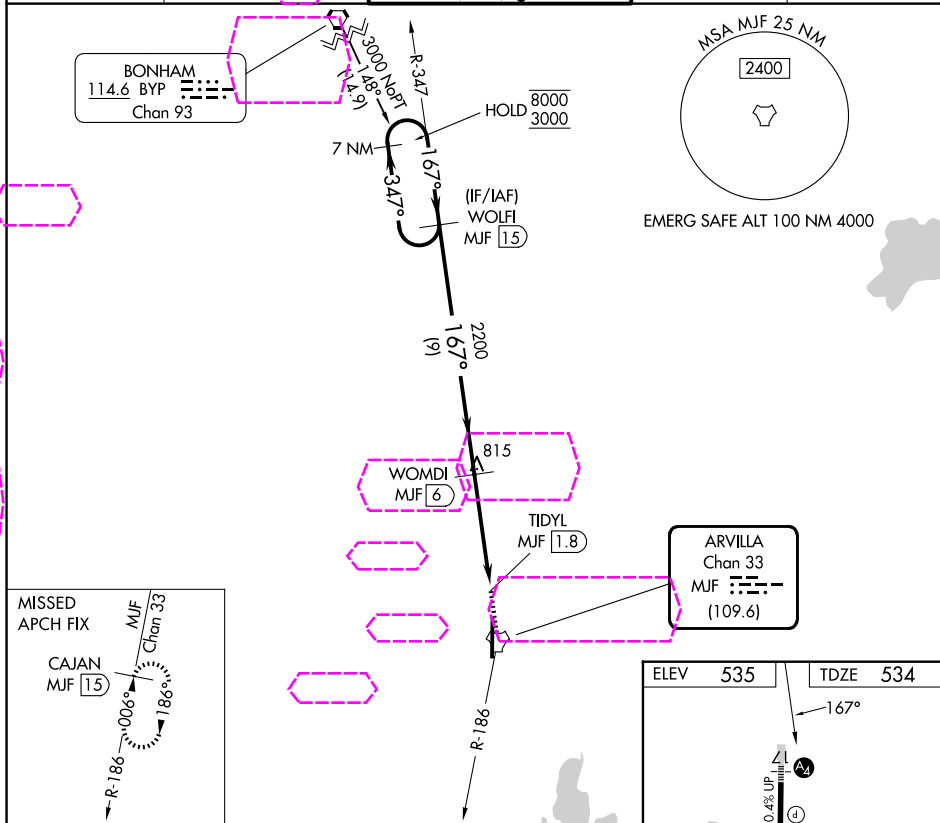 BONHAM
114.6 BYP
Chan 93
3000 NoPT
148°
(14.9)
R-347
HOLD 8000
3000
7 NM
347°
167°
(IF/IAF)
WOLFI
MJF 15
MSA MJF 25 NM
2400
EMERG SAFE ALT 100 NM 4000
2200
167°
(9)
815
WOMDI
MJF 6
TIDYL
MJF 1.8
ARVILLA
Chan 33
MJF
(109.6)
R-186
MISSED
APCH FIX
MJF
Chan 33
CAJAN
MJF 15
006°
186°
R-186
ELEV 535
TDZE 534
167°
17
A4
0.4% UP
P